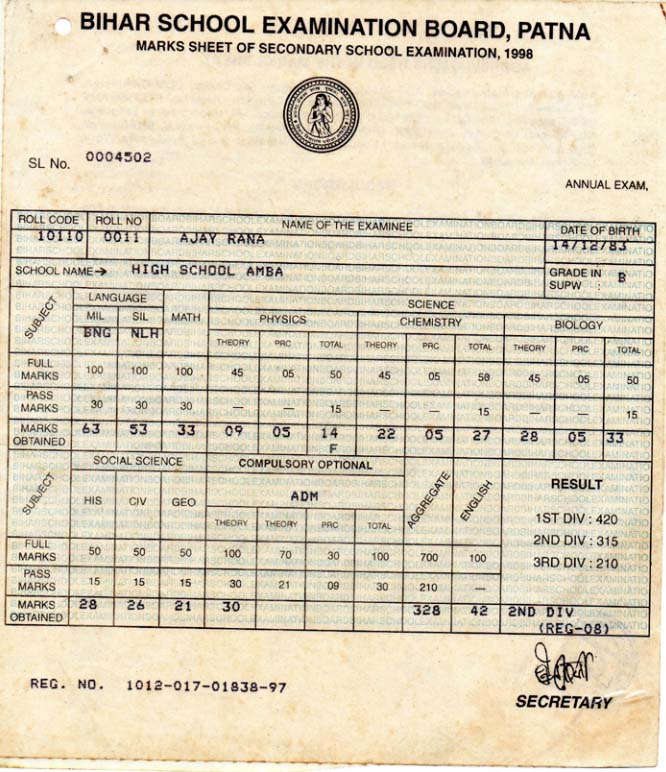 BIHAR SCHOOL EXAMINATION BOARD, PATNA
MARKS SHEET OF SECONDARY SCHOOL EXAMINATION, 1998
SL No. 0004502
ANNUAL EXAM,
ROLL CODE ROLL NO NAME OF THE EXAMINEE DATE OF BIRTH
10110 0011 AJAY RANA 14/12/83
SCHOOL NAME→ HIGH SCHOOL AMBA GRADE IN SUPW : B
SUBJECT LANGUAGE MATH SCIENCE
MIL SIL PHYSICS CHEMISTRY BIOLOGY
BNG NLH THEORY PRC TOTAL THEORY PRC TOTAL THEORY PRC TOTAL
FULL MARKS 100 100 100 45 05 50 45 05 50 45 05 50
PASS MARKS 30 30 30 — — 15 — — 15 — — 15
MARKS OBTAINED 63 53 33 09 05 14 22 05 27 28 05 33
F
SUBJECT SOCIAL SCIENCE COMPULSORY OPTIONAL AGGREGATE ENGLISH RESULT
HIS CIV GEO ADM
THEORY THEORY PRC TOTAL
1ST DIV : 420
2ND DIV : 315
3RD DIV : 210
FULL MARKS 50 50 50 100 70 30 100 700 100
PASS MARKS 15 15 15 30 21 09 30 210 —
MARKS OBTAINED 28 26 21 30 328 42 2ND DIV
(REG-08)
REG. NO. 1012-017-01838-97
SECRETARY